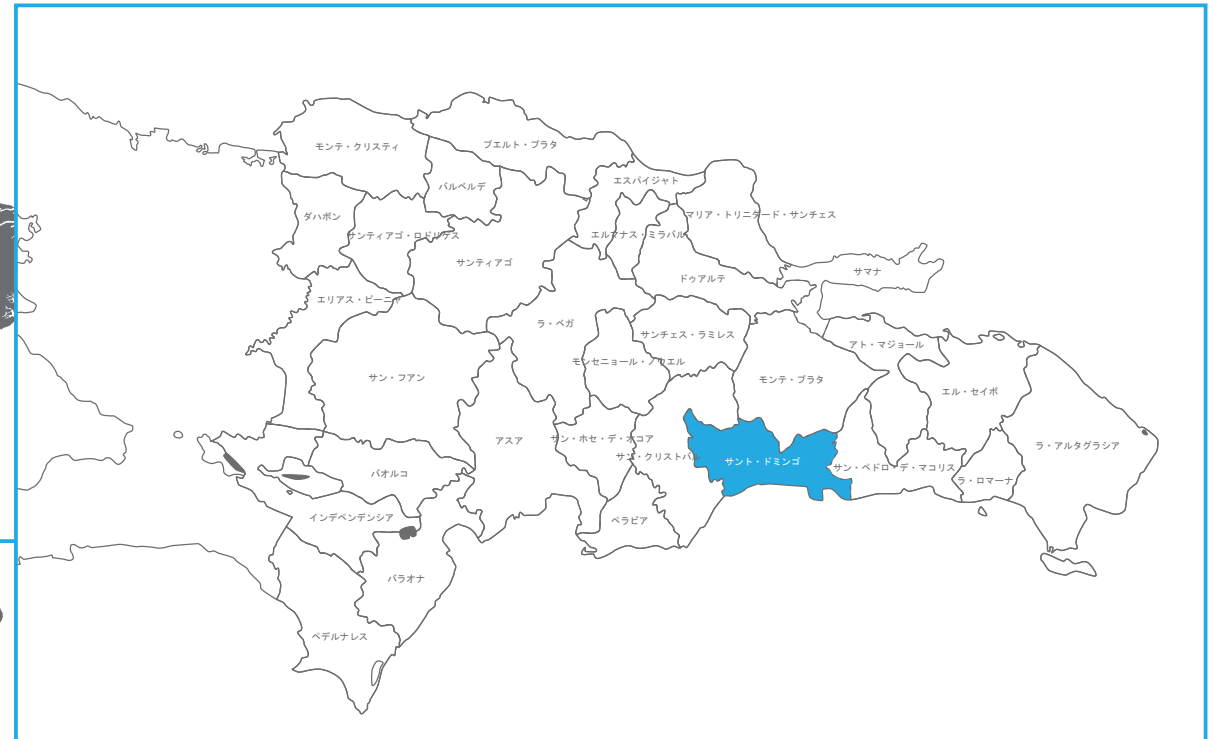 モンテ・クリスティ
プエルト・プラタ
エスパイジャト
バルベルデ
ダハボン
マリア・トリニダード・サンチェス
サンティアゴ・ロドリゲス
エルマナス・ミラバル
サンティアゴ
サマナ
ドゥアルテ
エリアス・ピーニャ
ラ・ベガ
サンチェス・ラミレス
アト・マジョール
モンセニョール・ノウエル
サン・フアン
モンテ・プラタ
エル・セイボ
アスア
サン・ホセ・デ・オコア
ラ・アルタグラシア
サン・クリストバル
サント・ドミンゴ
サン・ペドロ・デ・マコリス
バオルコ
ラ・ロマーナ
インデペンデンシア
ペラビア
バラオナ
ペデルナレス